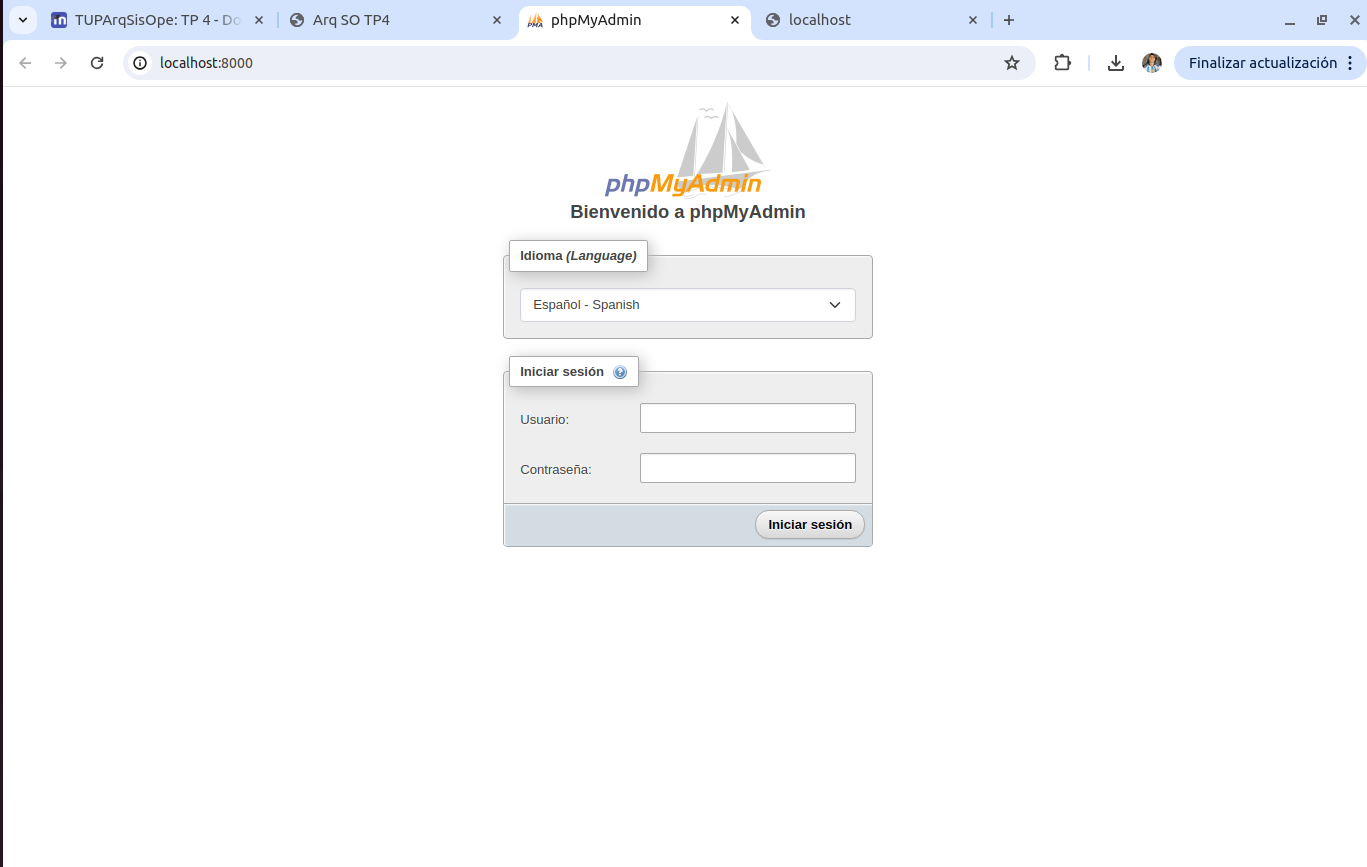 TUPArqSisOpe: TP 4 - Do
Arq SO TP4
phpMyAdmin
localhost
localhost:8000
Finalizar actualización
phpMyAdmin
Bienvenido a phpMyAdmin
Idioma (Language)
Español - Spanish
Iniciar sesión
Usuario:
Contraseña:
Iniciar sesión